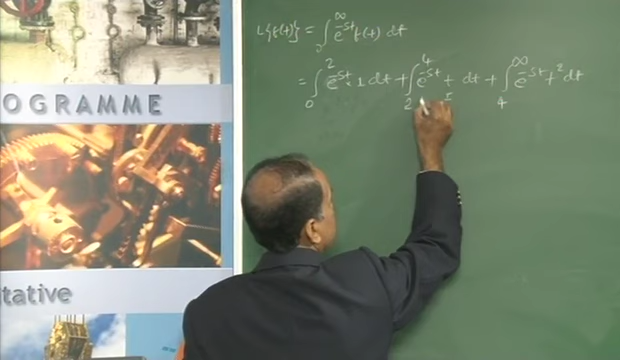 L{f(t)} = ∫₀^∞ e^{-st} f(t) dt
= ∫₀² e^{-st} · 1 dt + ∫₂⁴ e^{-st} t dt + ∫₄^∞ e^{-st} t² dt
I
OGRAMME
tative